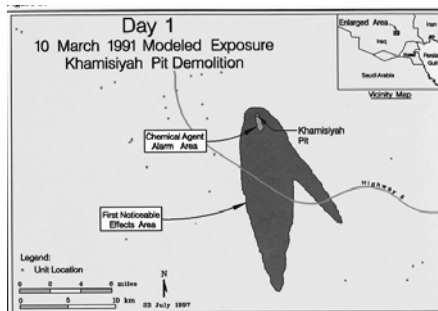 Day 1
10 March 1991 Modeled Exposure
Khamisiyah Pit Demolition
Enlarged Area
Iran
Iraq
Persian
Gulf
Saudi Arabia
Vicinity Map
Chemical Agent
Alarm Area
Khamisiyah
Pit
Highway 8
First Noticeable
Effects Area
Legend:
Unit Location
0 2 4 6 miles
0 5 10 km
N
23 July 1997